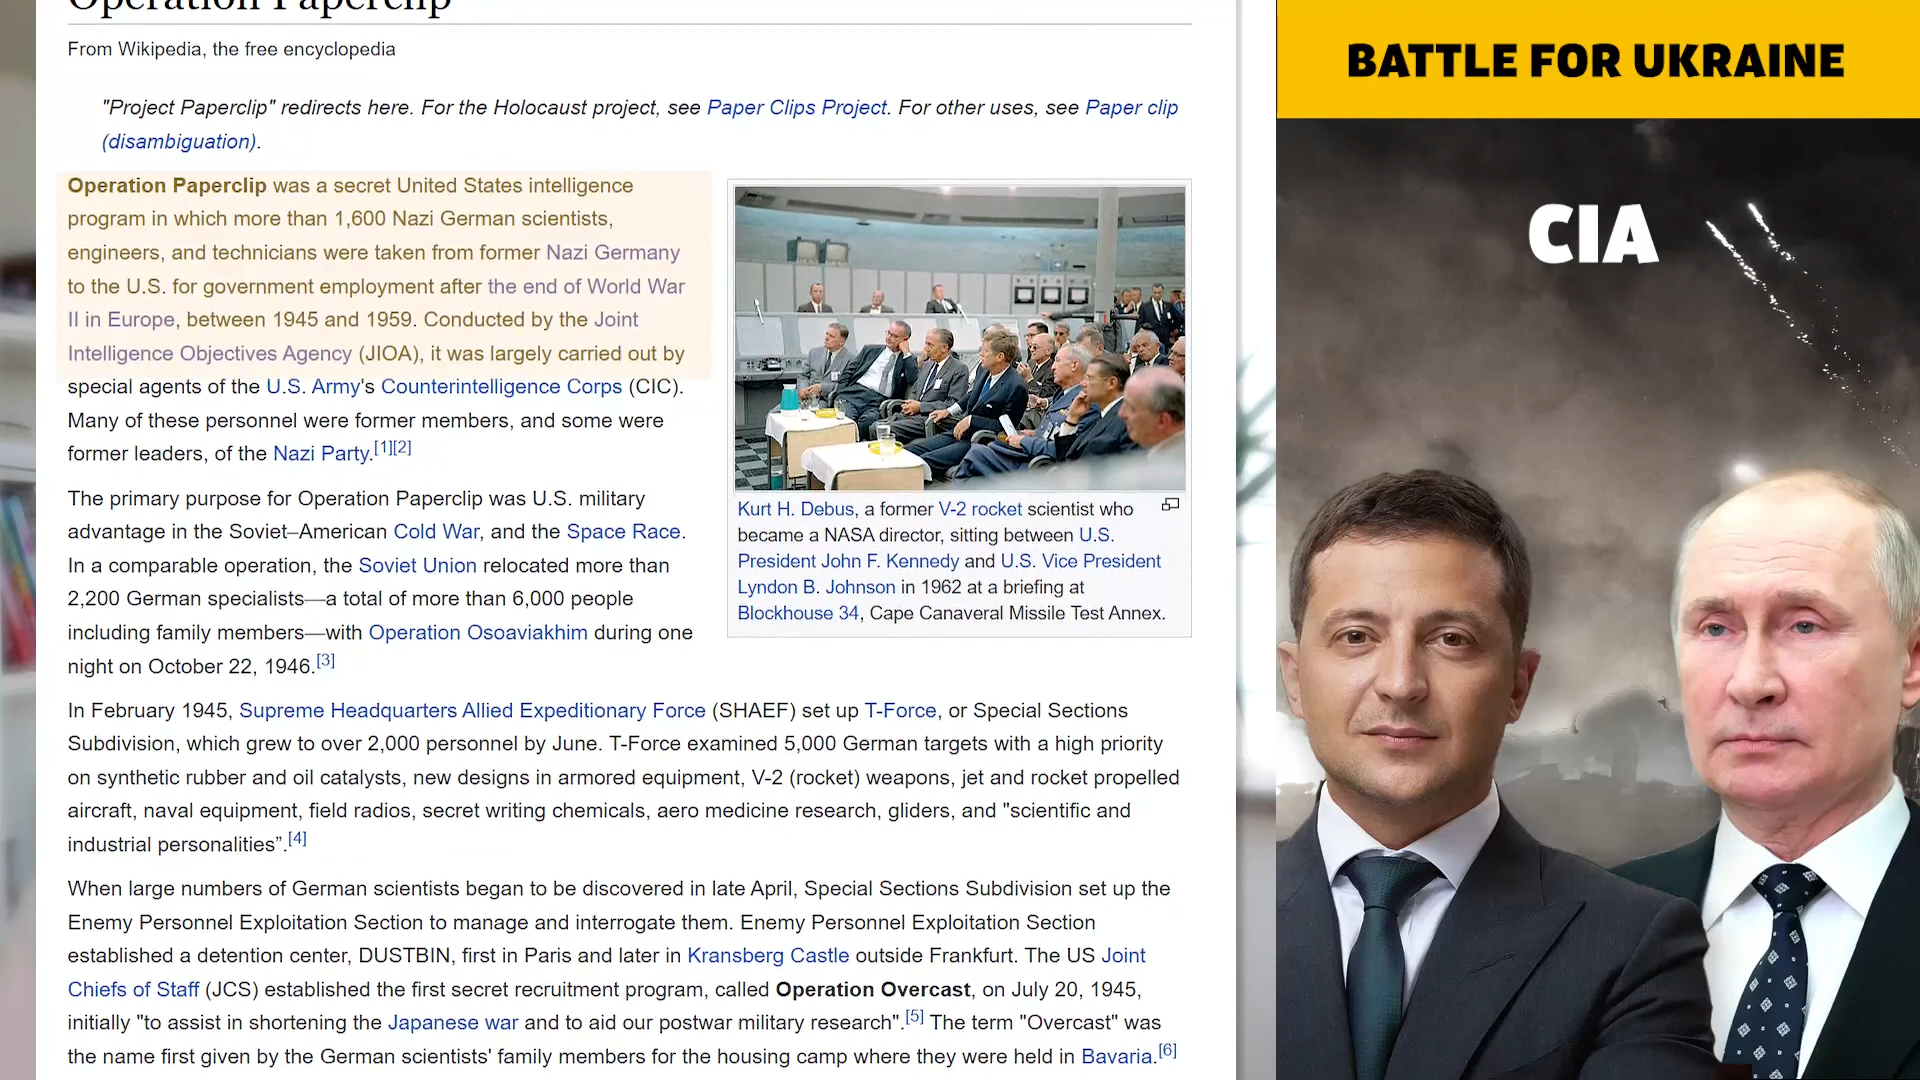 Operation Paperclip
From Wikipedia, the free encyclopedia
"Project Paperclip" redirects here. For the Holocaust project, see Paper Clips Project. For other uses, see Paper clip
(disambiguation).
Operation Paperclip was a secret United States intelligence
program in which more than 1,600 Nazi German scientists,
engineers, and technicians were taken from former Nazi Germany
to the U.S. for government employment after the end of World War
II in Europe, between 1945 and 1959. Conducted by the Joint
Intelligence Objectives Agency (JIOA), it was largely carried out by
special agents of the U.S. Army's Counterintelligence Corps (CIC).
Many of these personnel were former members, and some were
former leaders, of the Nazi Party.[1][2]
The primary purpose for Operation Paperclip was U.S. military
advantage in the Soviet–American Cold War, and the Space Race.
In a comparable operation, the Soviet Union relocated more than
2,200 German specialists—a total of more than 6,000 people
including family members—with Operation Osoaviakhim during one
night on October 22, 1946.[3]
Kurt H. Debus, a former V-2 rocket scientist who
became a NASA director, sitting between U.S.
President John F. Kennedy and U.S. Vice President
Lyndon B. Johnson in 1962 at a briefing at
Blockhouse 34, Cape Canaveral Missile Test Annex.
In February 1945, Supreme Headquarters Allied Expeditionary Force (SHAEF) set up T-Force, or Special Sections
Subdivision, which grew to over 2,000 personnel by June. T-Force examined 5,000 German targets with a high priority
on synthetic rubber and oil catalysts, new designs in armored equipment, V-2 (rocket) weapons, jet and rocket propelled
aircraft, naval equipment, field radios, secret writing chemicals, aero medicine research, gliders, and "scientific and
industrial personalities”.[4]
When large numbers of German scientists began to be discovered in late April, Special Sections Subdivision set up the
Enemy Personnel Exploitation Section to manage and interrogate them. Enemy Personnel Exploitation Section
established a detention center, DUSTBIN, first in Paris and later in Kransberg Castle outside Frankfurt. The US Joint
Chiefs of Staff (JCS) established the first secret recruitment program, called Operation Overcast, on July 20, 1945,
initially "to assist in shortening the Japanese war and to aid our postwar military research".[5] The term "Overcast" was
the name first given by the German scientists' family members for the housing camp where they were held in Bavaria.[6]
BATTLE FOR UKRAINE
CIA